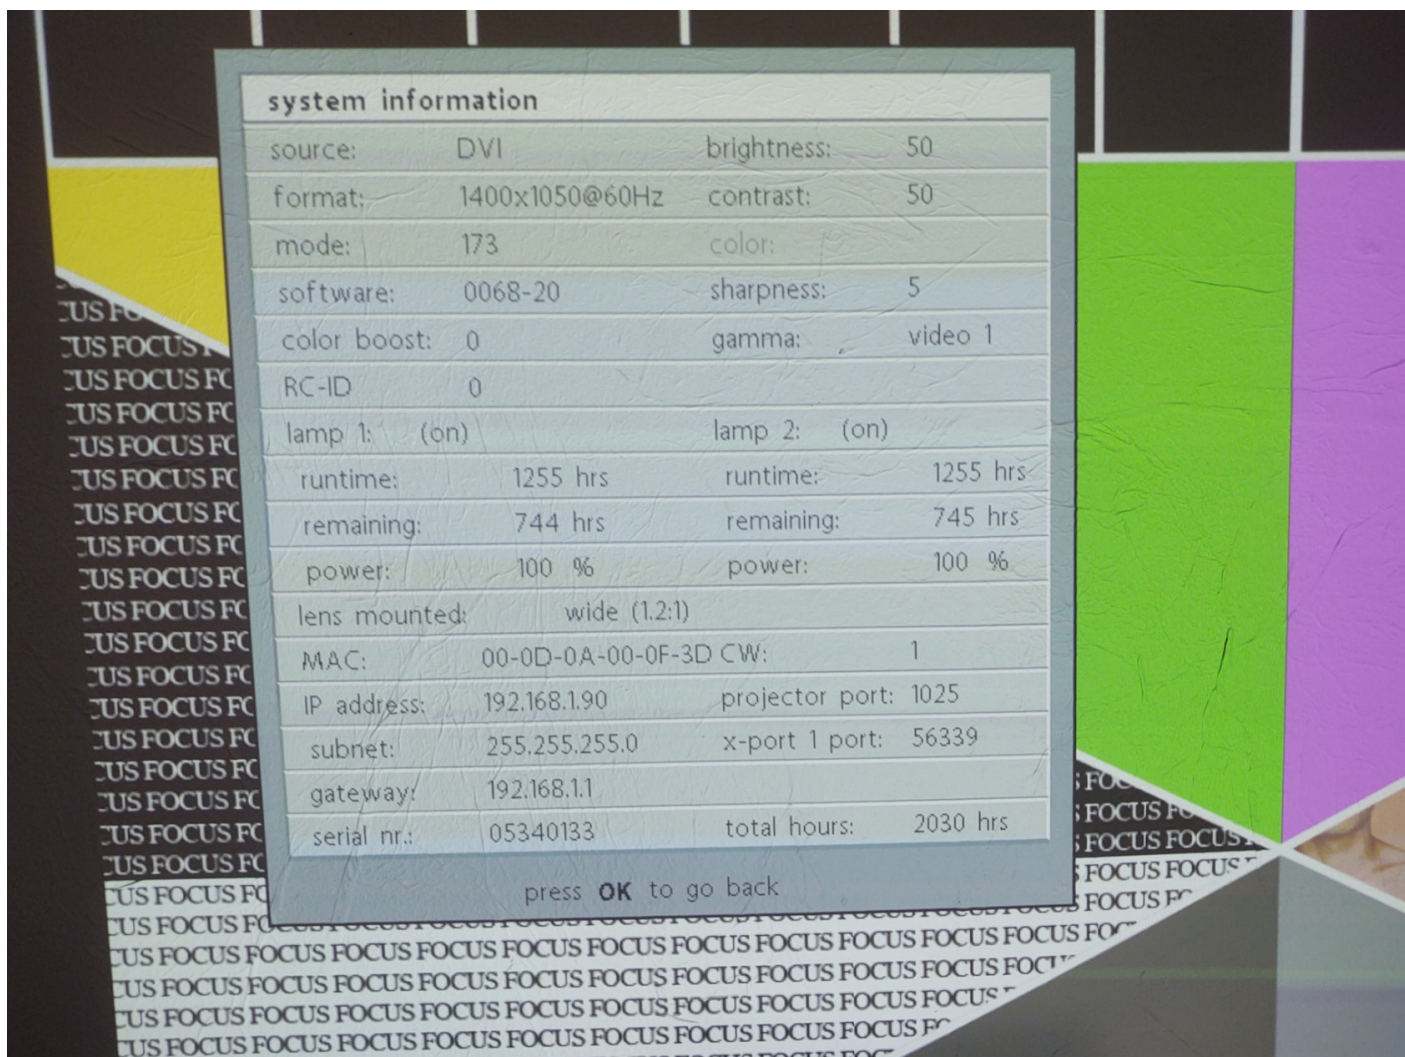 system information
source: DVI brightness: 50
format: 1400x1050@60Hz contrast: 50
mode: 173 color:
software: 0068-20 sharpness: 5
color boost: 0 gamma: video 1
RC-ID 0
lamp 1: (on) lamp 2: (on)
runtime: 1255 hrs runtime: 1255 hrs
remaining: 744 hrs remaining: 745 hrs
power: 100 % power: 100 %
lens mounted: wide (1.2:1)
MAC: 00-0D-0A-00-0F-3D CW: 1
IP address: 192.168.1.90 projector port: 1025
subnet: 255.255.255.0 x-port 1 port: 56339
gateway: 192.168.1.1
serial nr.: 05340133 total hours: 2030 hrs
press OK to go back
CUS FOCUS FOCUS FOCUS FOCUS FOCUS FOCUS FOCUS FOCUS FOCUS FOCUS FOCUS
CUS FOCUS FOCUS FOCUS FOCUS FOCUS FOCUS FOCUS FOCUS FOCUS FOCUS
CUS FOCUS FOCUS FOCUS FOCUS FOCUS FOCUS FOCUS FOCUS FOCUS
CUS FOCUS FOCUS FOCUS FOCUS FOCUS FOCUS FOCUS FOCUS